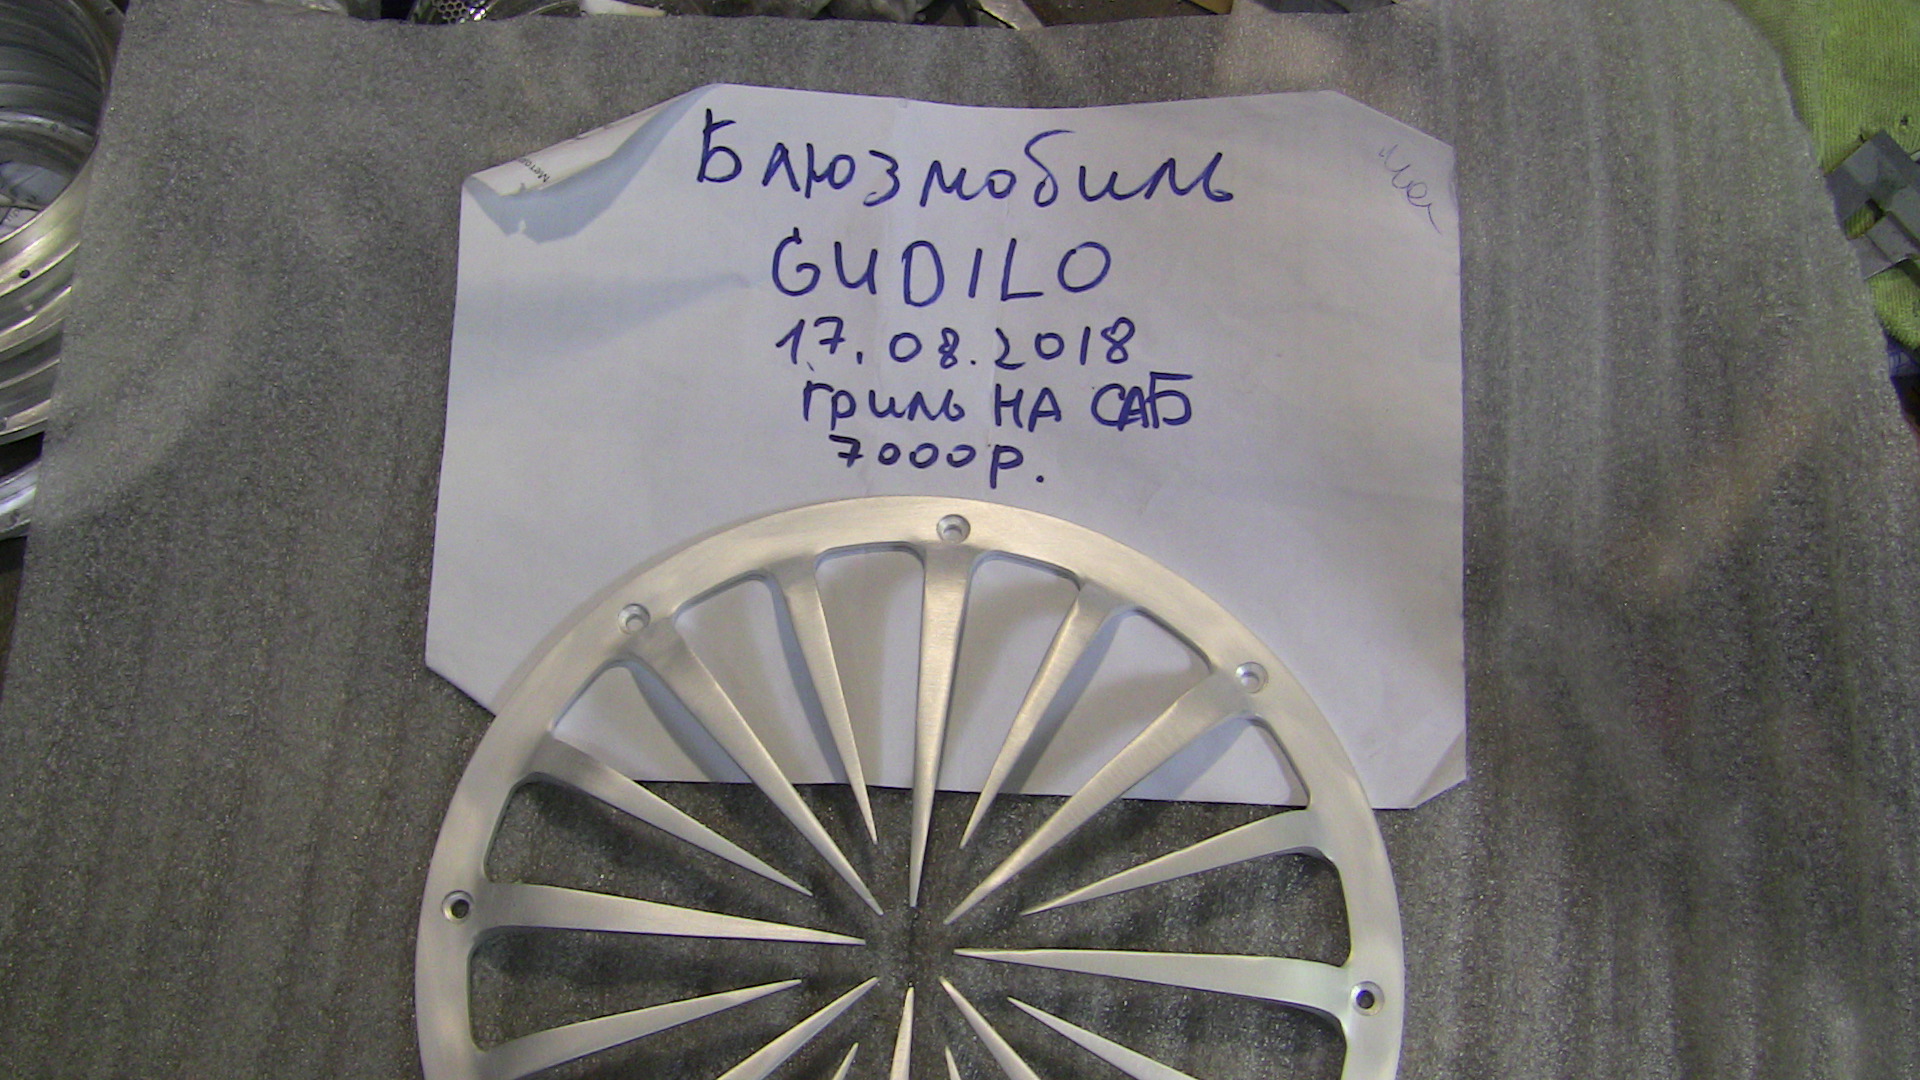 Блюзмобиль
GUDILO
17.08.2018
гриль НА САБ
7000р.